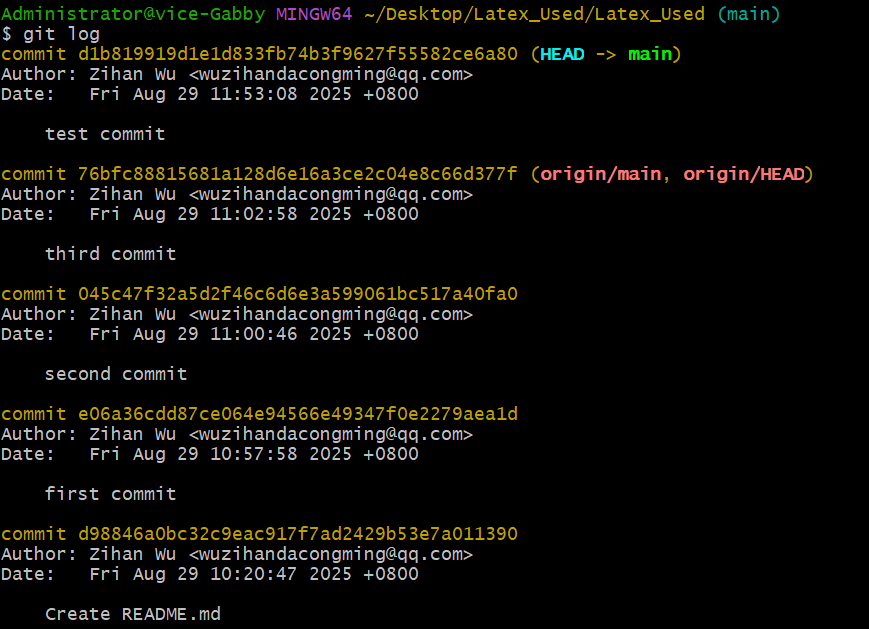 Administrator@vice-Gabby MINGW64 ~/Desktop/Latex_Used/Latex_Used (main)
$ git log
commit d1b819919d1e1d833fb74b3f9627f55582ce6a80 (HEAD -> main)
Author: Zihan Wu <wuzihandacongming@qq.com>
Date:   Fri Aug 29 11:53:08 2025 +0800

    test commit

commit 76bfc88815681a128d6e16a3ce2c04e8c66d377f (origin/main, origin/HEAD)
Author: Zihan Wu <wuzihandacongming@qq.com>
Date:   Fri Aug 29 11:02:58 2025 +0800

    third commit

commit 045c47f32a5d2f46c6d6e3a599061bc517a40fa0
Author: Zihan Wu <wuzihandacongming@qq.com>
Date:   Fri Aug 29 11:00:46 2025 +0800

    second commit

commit e06a36cdd87ce064e94566e49347f0e2279aea1d
Author: Zihan Wu <wuzihandacongming@qq.com>
Date:   Fri Aug 29 10:57:58 2025 +0800

    first commit

commit d98846a0bc32c9eac917f7ad2429b53e7a011390
Author: Zihan Wu <wuzihandacongming@qq.com>
Date:   Fri Aug 29 10:20:47 2025 +0800

    Create README.md